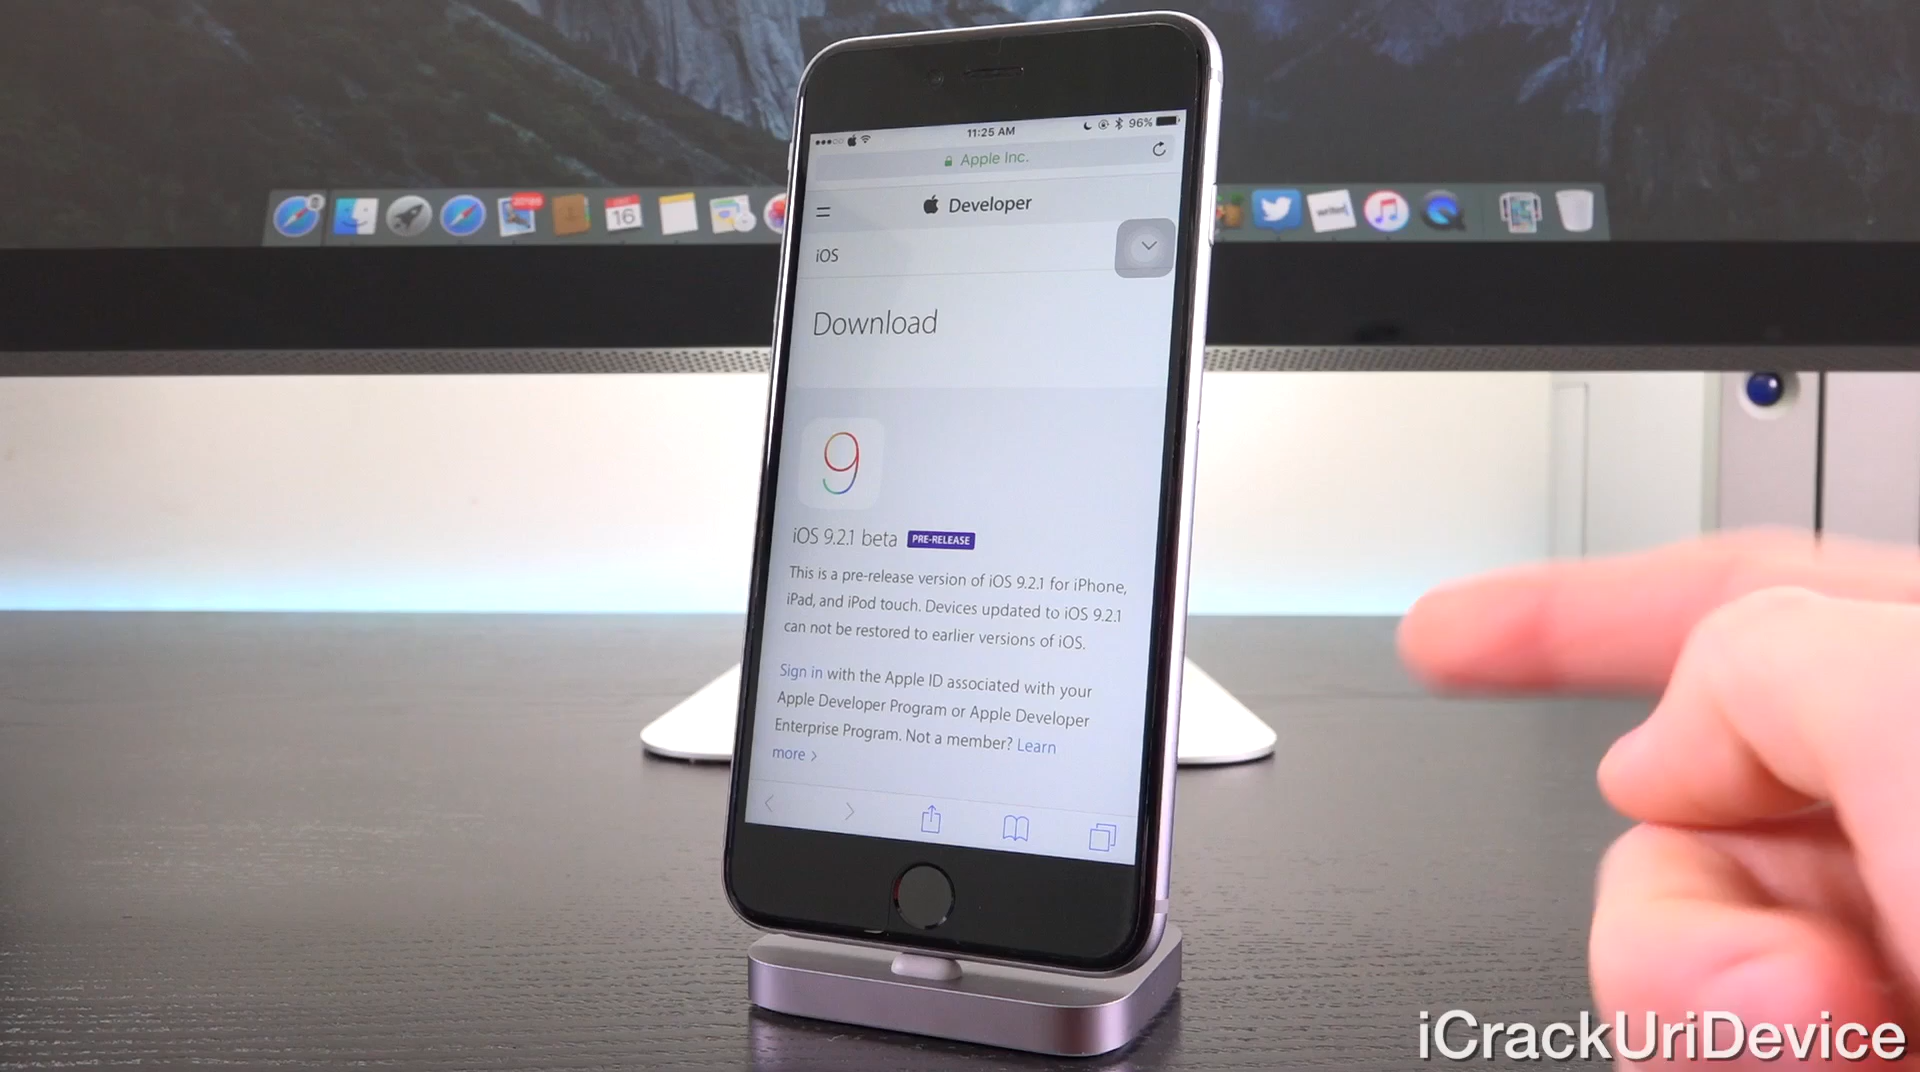 11:25 AM
96%
Apple Inc.
Developer
iOS
Download
9
iOS 9.2.1 beta PRE-RELEASE
This is a pre-release version of iOS 9.2.1 for iPhone,
iPad, and iPod touch. Devices updated to iOS 9.2.1
can not be restored to earlier versions of iOS.
Sign in with the Apple ID associated with your
Apple Developer Program or Apple Developer
Enterprise Program. Not a member? Learn
more >
16
iCrackUriDevice